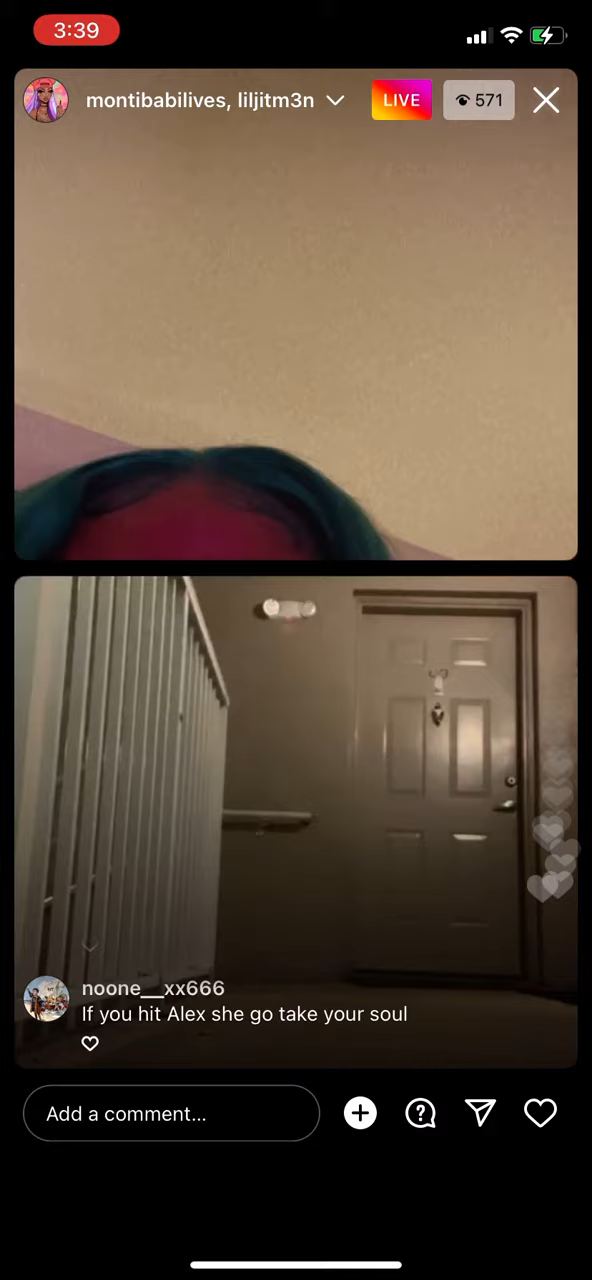 3:39
montibabilives, liljitm3n
LIVE
571
noone__xx666
If you hit Alex she go take your soul
Add a comment...